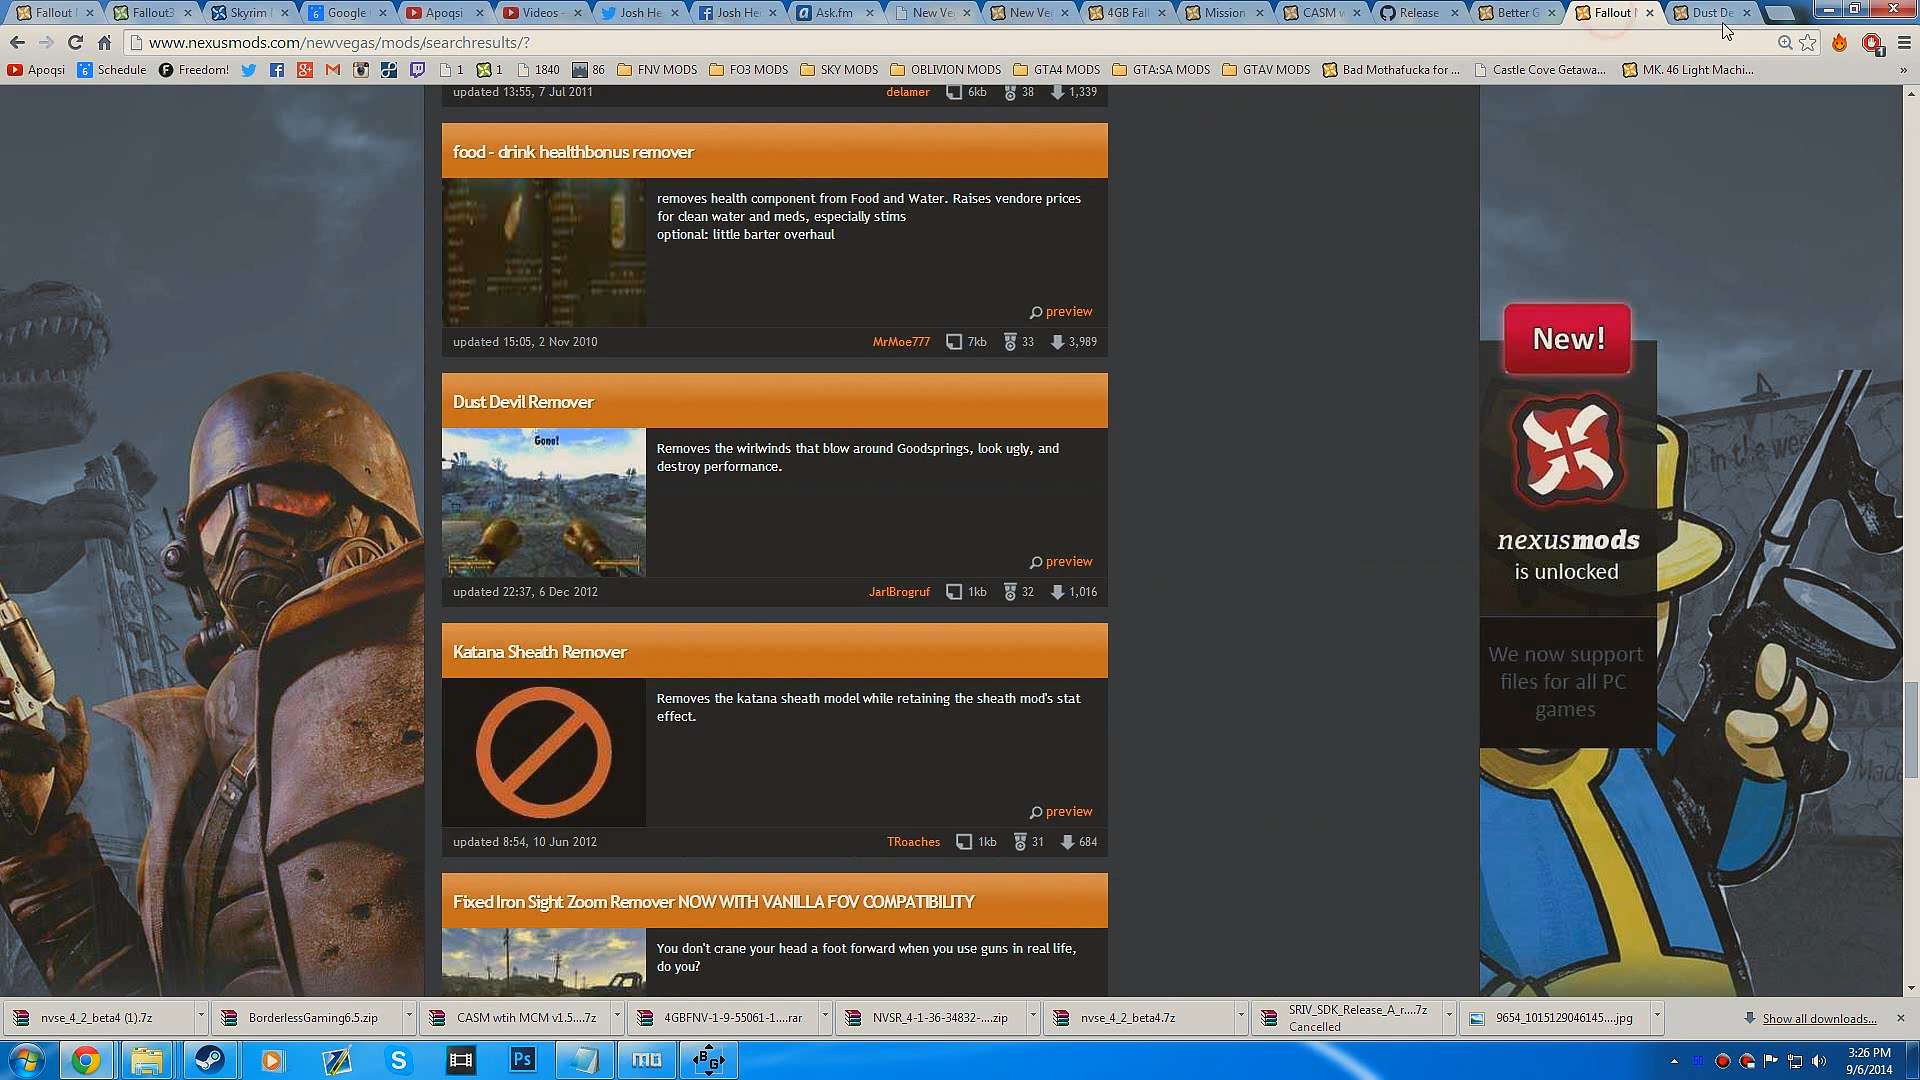 Fallout
Fallout3
Skyrim
Google
Apoqsi
Videos -
Josh He
Josh Hei
Ask.fm
New Ve
New Ve
4GB Fal
Mission
CASM w
Release
Better G
Fallout
Dust De
www.nexusmods.com/newvegas/mods/searchresults/?
Apoqsi
6 Schedule
Freedom!
1
1
1840
86
FNV MODS
FO3 MODS
SKY MODS
OBLIVION MODS
GTA4 MODS
GTA:SA MODS
GTAV MODS
Bad Mothafucka for ...
Castle Cove Getawa...
MK. 46 Light Machi...
»
updated 13:55, 7 Jul 2011 delamer 6kb 38 1,339
food - drink healthbonus remover
removes health component from Food and Water. Raises vendore prices
for clean water and meds, especially stims
optional: little barter overhaul
preview
updated 15:05, 2 Nov 2010 MrMoe777 7kb 33 3,989
Dust Devil Remover
Gone!
Removes the wirlwinds that blow around Goodsprings, look ugly, and
destroy performance.
preview
updated 22:37, 6 Dec 2012 JarlBrogruf 1kb 32 1,016
Katana Sheath Remover
Removes the katana sheath model while retaining the sheath mod's stat
effect.
preview
updated 8:54, 10 Jun 2012 TRoaches 1kb 31 684
Fixed Iron Sight Zoom Remover NOW WITH VANILLA FOV COMPATIBILITY
You don't crane your head a foot forward when you use guns in real life,
do you?
New!
nexusmods
is unlocked
We now support
files for all PC
games
nvse_4_2_beta4 (1).7z
BorderlessGaming6.5.zip
CASM wtih MCM v1.5....7z
4GBFNV-1-9-55061-1....rar
NVSR_4-1-36-34832-....zip
nvse_4_2_beta4.7z
SRIV_SDK_Release_A_r....7z
Cancelled
9654_1015129046145....jpg
Show all downloads...
Ps
mo
BG
3:26 PM
9/6/2014